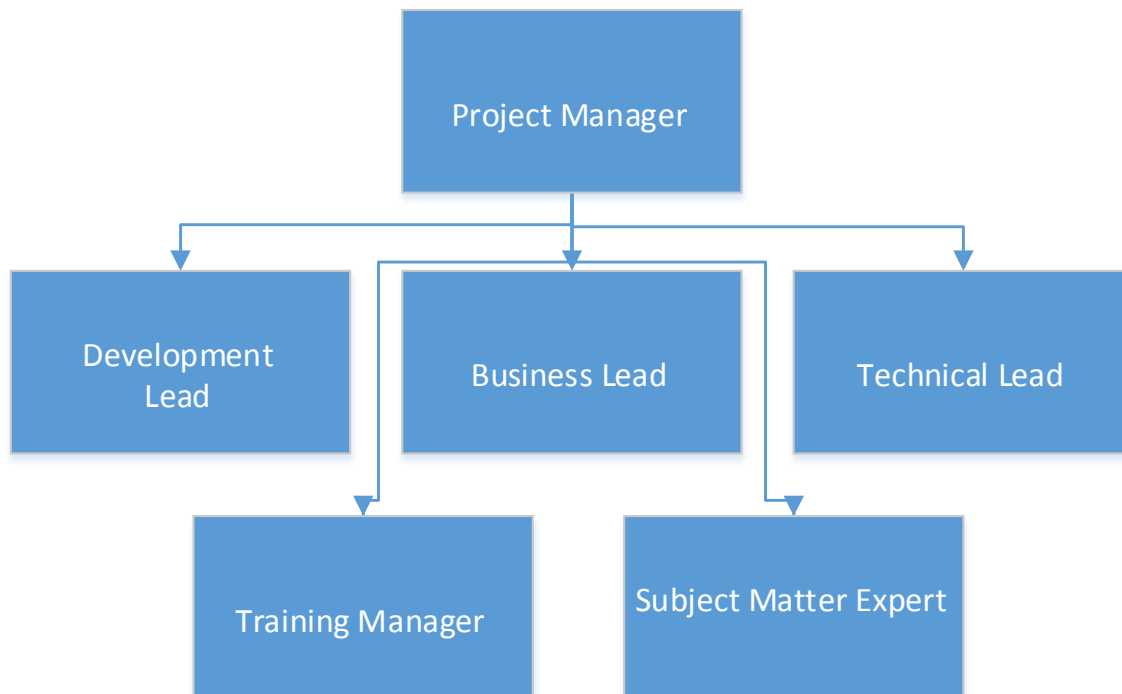 Project Manager
Development
Lead
Business Lead
Technical Lead
Training Manager
Subject Matter Expert